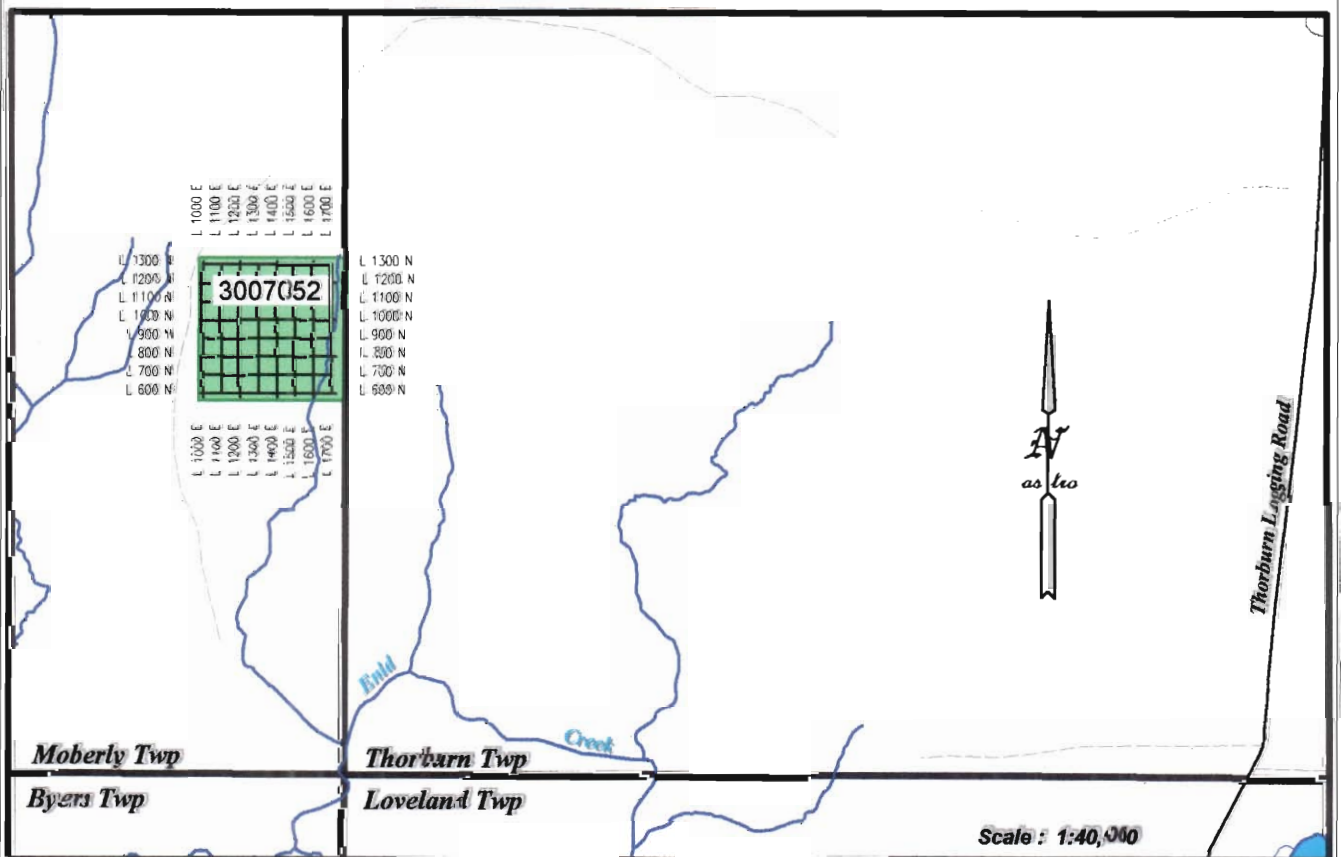 L 1000 E
L 1100 E
L 1200 E
L 1300 E
L 1400 E
L 1500 E
L 1600 E
L 1700 E
L 1300 N
L 1200 N
L 1100 N
L 1000 N
L 900 N
L 800 N
L 700 N
L 600 N
3007052
L 1300 N
L 1200 N
L 1100 N
L 1000 N
L 900 N
L 800 N
L 700 N
L 600 N
L 1000 E
L 1100 E
L 1200 E
L 1300 E
L 1400 E
L 1500 E
L 1600 E
L 1700 E
N
astro
Thorburn Logging Road
Enid
Creek
Moberly Twp
Thorburn Twp
Byers Twp
Loveland Twp
Scale : 1:40,000